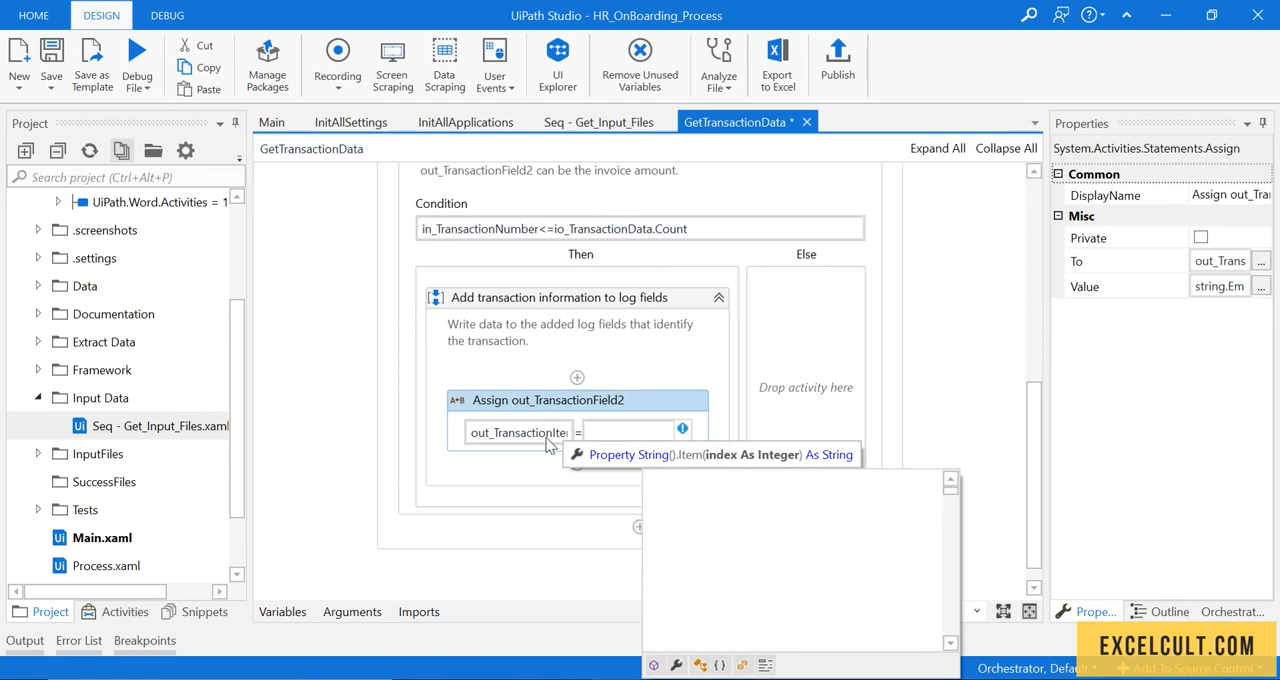 HOME
DESIGN
DEBUG
UiPath Studio - HR_OnBoarding_Process
New
Save
Save as
Template
Debug
File
Cut
Copy
Paste
Manage
Packages
Recording
Screen
Scraping
Data
Scraping
User
Events
UI
Explorer
Remove Unused
Variables
Analyze
File
Export
to Excel
Publish
Project
Search project (Ctrl+Alt+P)
UiPath.Word.Activities = 1
.screenshots
.settings
Data
Documentation
Extract Data
Framework
Input Data
Seq - Get_Input_Files.xaml
InputFiles
SuccessFiles
Tests
Main.xaml
Process.xaml
Project
Activities
Snippets
Output
Error List
Breakpoints
Main
InitAllSettings
InitAllApplications
Seq - Get_Input_Files
GetTransactionData *
GetTransactionData
Expand All
Collapse All
out_TransactionField2 can be the invoice amount.
Condition
in_TransactionNumber<=io_TransactionData.Count
Then
Else
Add transaction information to log fields
Write data to the added log fields that identify
the transaction.
Assign out_TransactionField2
out_TransactionIte =
Property String().Item(index As Integer) As String
Drop activity here
Variables
Arguments
Imports
Properties
System.Activities.Statements.Assign
Common
DisplayName
Assign out_Tra
Misc
Private
To
out_Trans
...
Value
string.Em
...
Prope...
Outline
Orchestrat...
Orchestrator, Default
Add To Source Control
EXCELCULT.COM